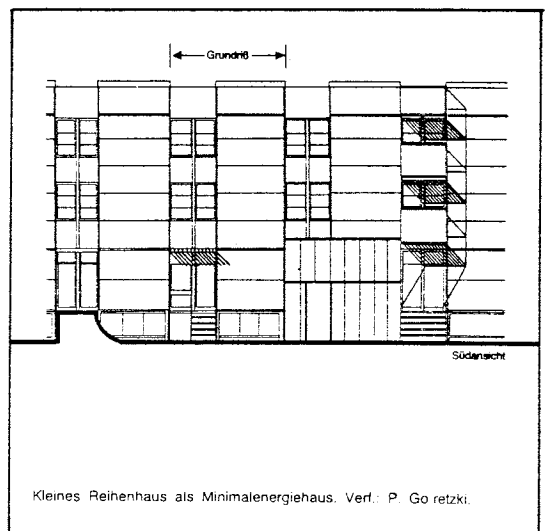 Grundriß
Südansicht
Kleines Reihenhaus als Minimalenergiehaus. Verf.: P. Go retzki.